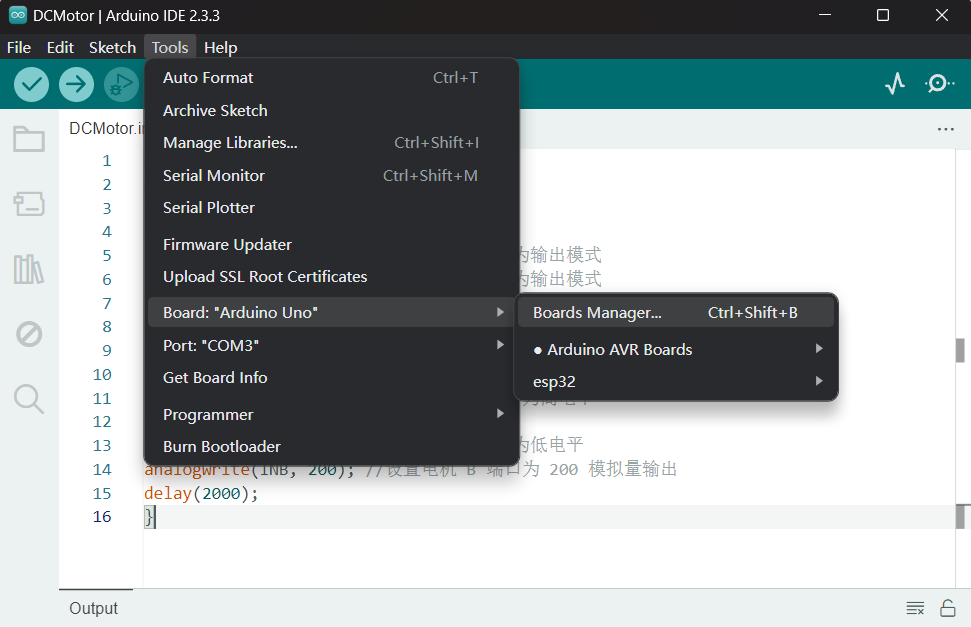 DCMotor | Arduino IDE 2.3.3
File Edit Sketch Tools Help
DCMotor.i
Auto Format Ctrl+T
Archive Sketch
Manage Libraries... Ctrl+Shift+I
Serial Monitor Ctrl+Shift+M
Serial Plotter
Firmware Updater
Upload SSL Root Certificates
Board: "Arduino Uno"
Port: "COM3"
Get Board Info
Programmer
Burn Bootloader
Boards Manager... Ctrl+Shift+B
Arduino AVR Boards
esp32
1
2
3
4
5 为输出模式
6 为输出模式
7
8
9
10
11
12
13 为低电平
14 analogWrite(INB, 200); //设置电机 B 端口为 200 模拟量输出
15 delay(2000);
16 }
Output